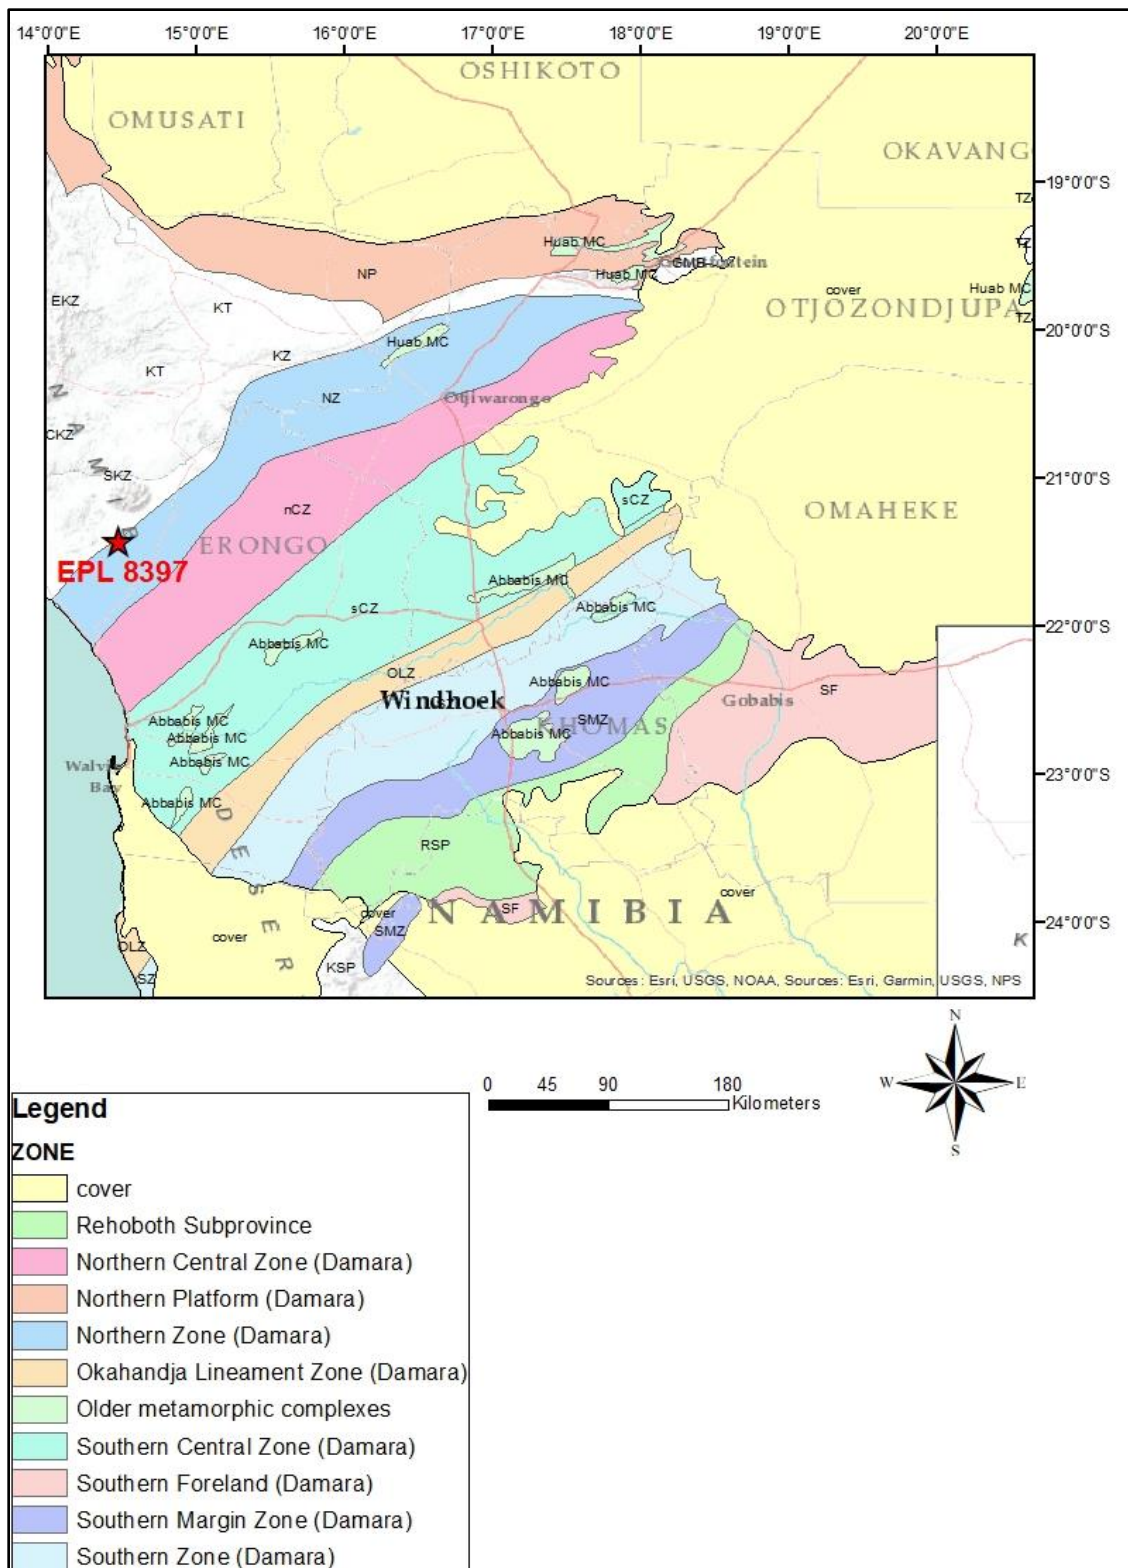 14°0'0"E 15°0'0"E 16°0'0"E 17°0'0"E 18°0'0"E 19°0'0"E 20°0'0"E
OSHIKOTO
OMUSATI
OKAVANG
19°0'0"S
TZ
Huab MC
TZ
NP
Huab MC
Huab MC
cover
EKZ
KT
OTJOZONDJUPA
TZ
20°0'0"S
KZ
Huab MC
KT
NZ
Otjiwarongo
CKZ
NAMIB
SKZ
21°0'0"S
sCZ
nCZ
OMAHEKE
ERONGO
EPL 8397
Abbabis MC
sCZ
Abbabis MC
22°0'0"S
Abbabis MC
OLZ
Abbabis MC
SF
Windhoek
Gobabis
Abbabis MC
SMZ
KHOMAS
Abbabis MC
Abbabis MC
Abbabis MC
Walvis
Bay
23°0'0"S
Abbabis MC
DESER
RSP
cover
SF
NAMIBIA
cover
SMZ
24°0'0"S
OLZ
cover
K
KSP
SZ
Sources: Esri, USGS, NOAA, Sources: Esri, Garmin, USGS, NPS
N
W E
S
0 45 90 180
Kilometers
Legend
ZONE
cover
Rehoboth Subprovince
Northern Central Zone (Damara)
Northern Platform (Damara)
Northern Zone (Damara)
Okahandja Lineament Zone (Damara)
Older metamorphic complexes
Southern Central Zone (Damara)
Southern Foreland (Damara)
Southern Margin Zone (Damara)
Southern Zone (Damara)